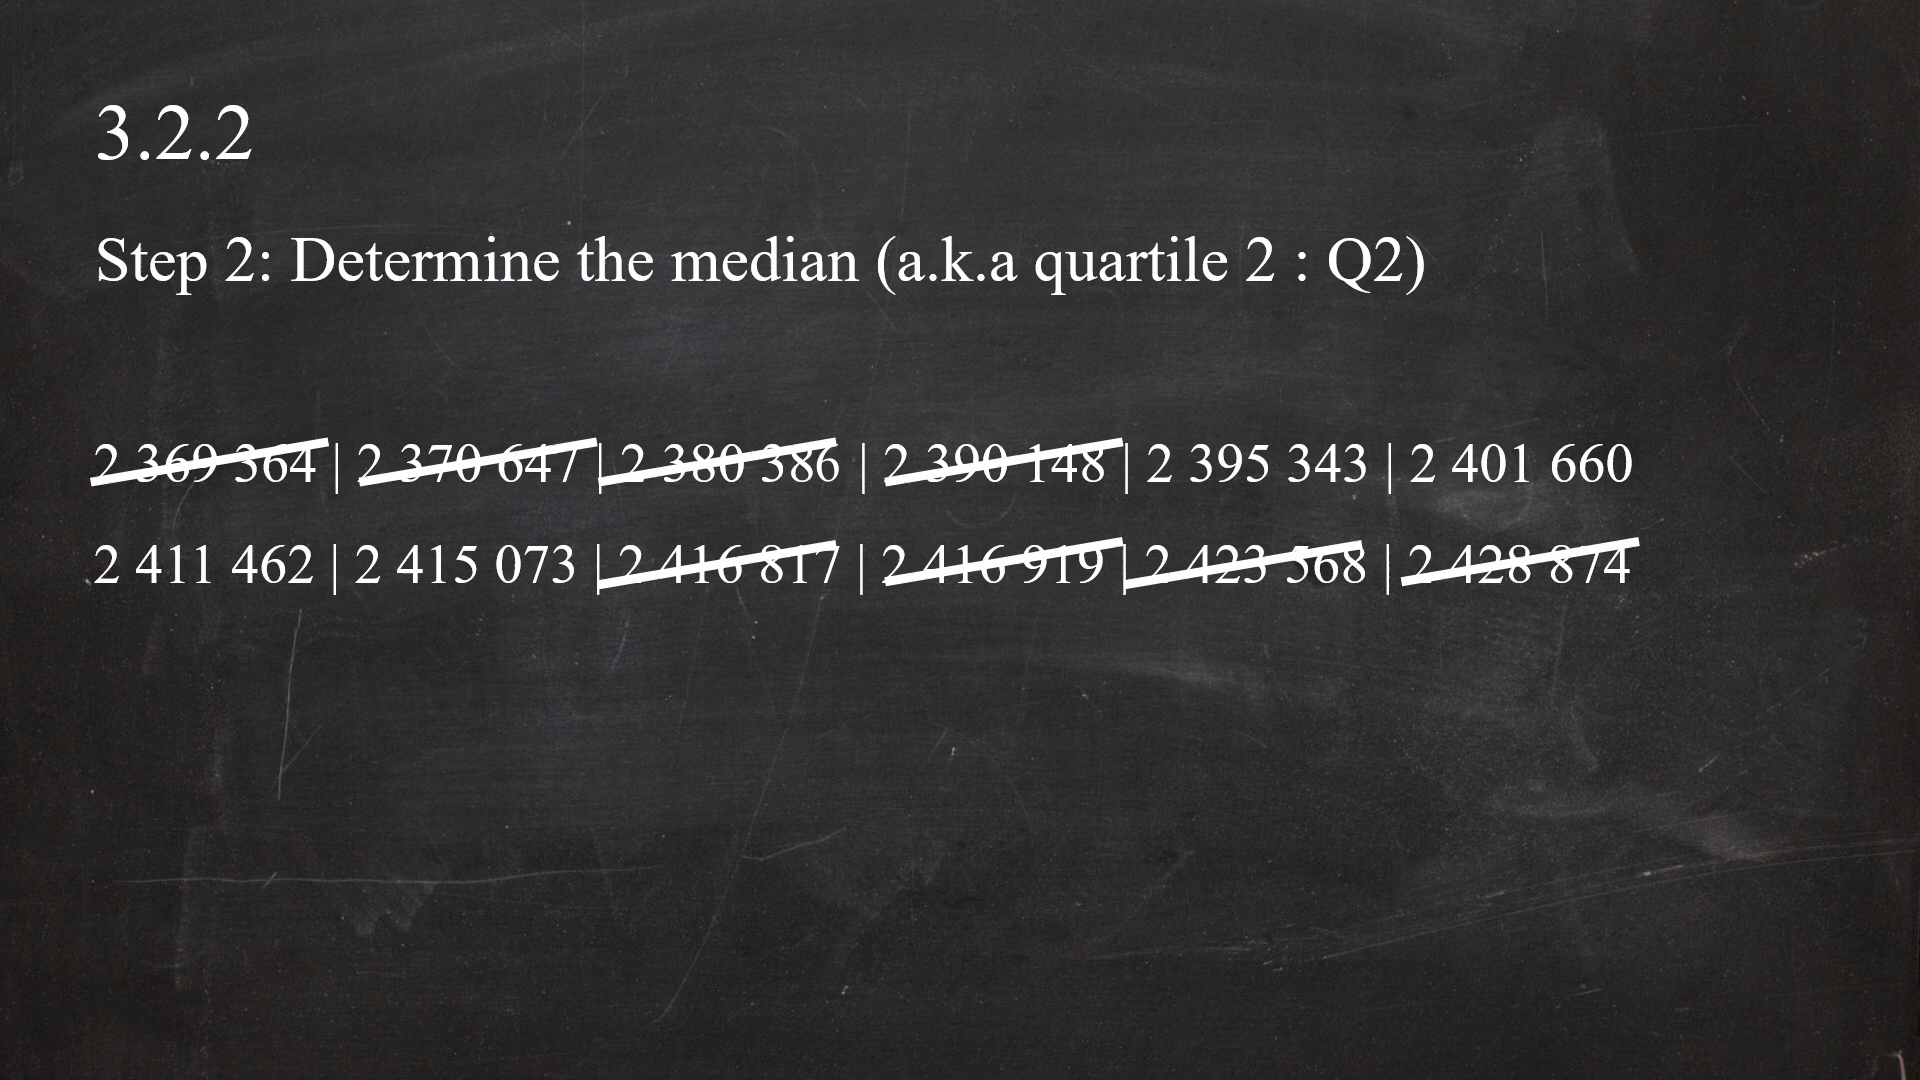 3.2.2
Step 2: Determine the median (a.k.a quartile 2 : Q2)
2 369 364 | 2 370 647 | 2 380 386 | 2 390 148 | 2 395 343 | 2 401 660
2 411 462 | 2 415 073 | 2 416 817 | 2 416 919 | 2 423 568 | 2 428 874